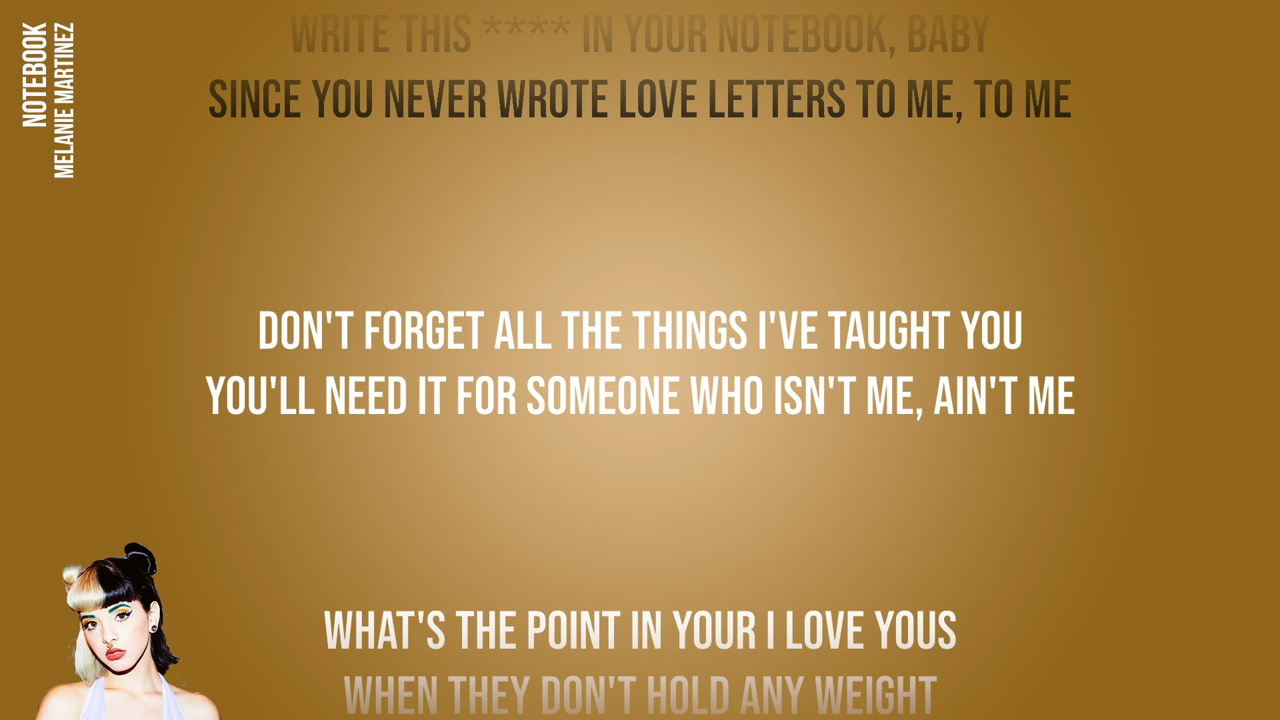 NOTEBOOK
MELANIE MARTINEZ
WRITE THIS **** IN YOUR NOTEBOOK, BABY
SINCE YOU NEVER WROTE LOVE LETTERS TO ME, TO ME
DON'T FORGET ALL THE THINGS I'VE TAUGHT YOU
YOU'LL NEED IT FOR SOMEONE WHO ISN'T ME, AIN'T ME
WHAT'S THE POINT IN YOUR I LOVE YOUS
WHEN THEY DON'T HOLD ANY WEIGHT